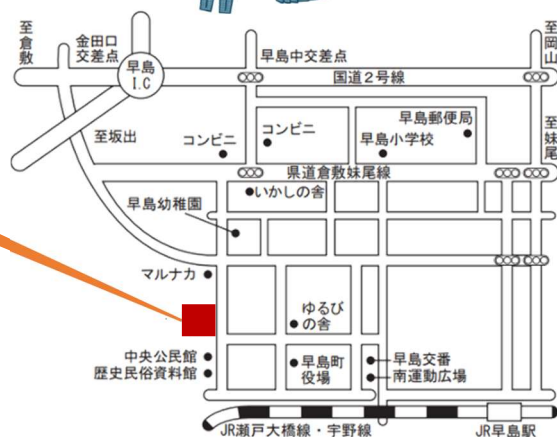 至倉敷
金田口
交差点
早島
I.C
早島中交差点
至岡山
国道2号線
至坂出
コンビニ
コンビニ
早島小学校
早島郵便局
至妹尾
県道倉敷妹尾線
いかしの舎
早島幼稚園
マルナカ
ゆるび
の舎
中央公民館
歴史民俗資料館
早島町
役場
早島交番
南運動広場
JR瀬戸大橋線・宇野線
JR早島駅